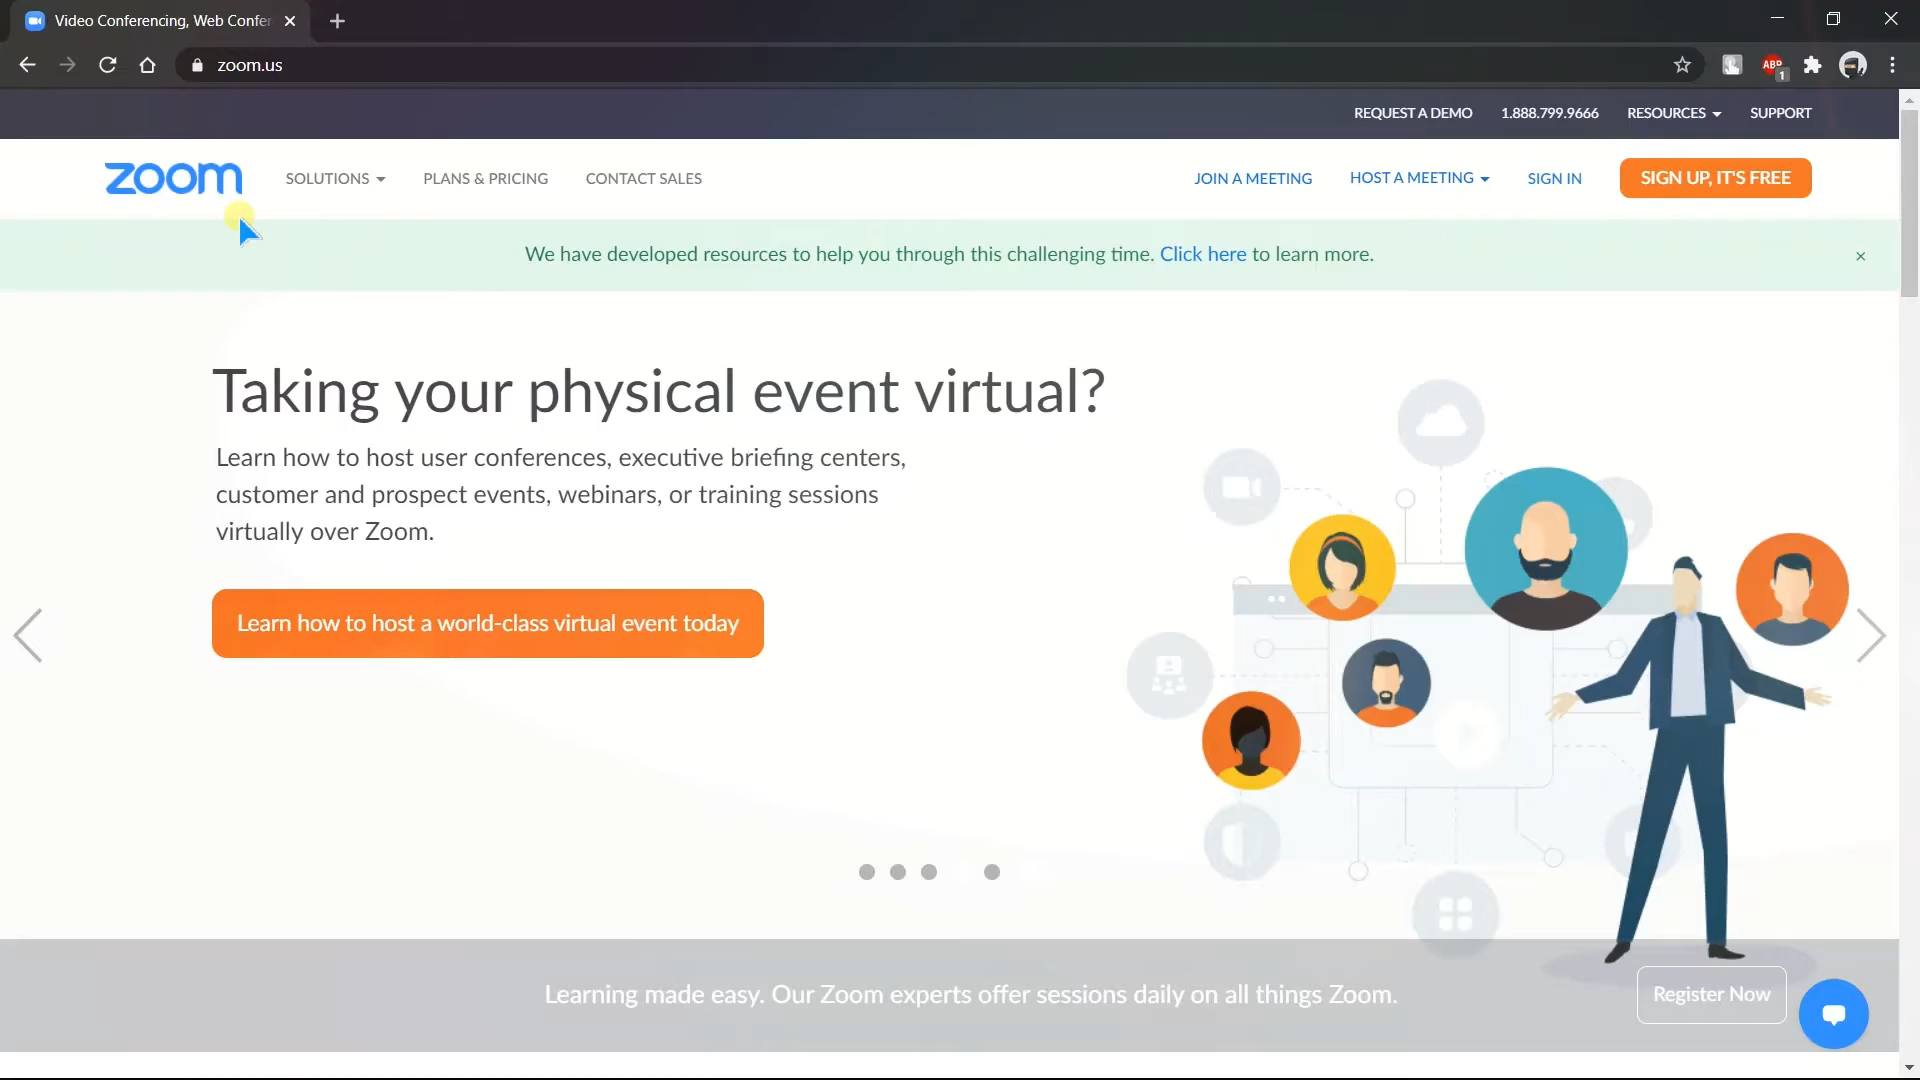 Video Conferencing, Web Confer
zoom.us
ABP
1
REQUEST A DEMO 1.888.799.9666 RESOURCES SUPPORT
zoom SOLUTIONS PLANS & PRICING CONTACT SALES JOIN A MEETING HOST A MEETING SIGN IN SIGN UP, IT'S FREE
We have developed resources to help you through this challenging time. Click here to learn more. ×
Taking your physical event virtual?
Learn how to host user conferences, executive briefing centers,
customer and prospect events, webinars, or training sessions
virtually over Zoom.
Learn how to host a world-class virtual event today
Learning made easy. Our Zoom experts offer sessions daily on all things Zoom. Register Now